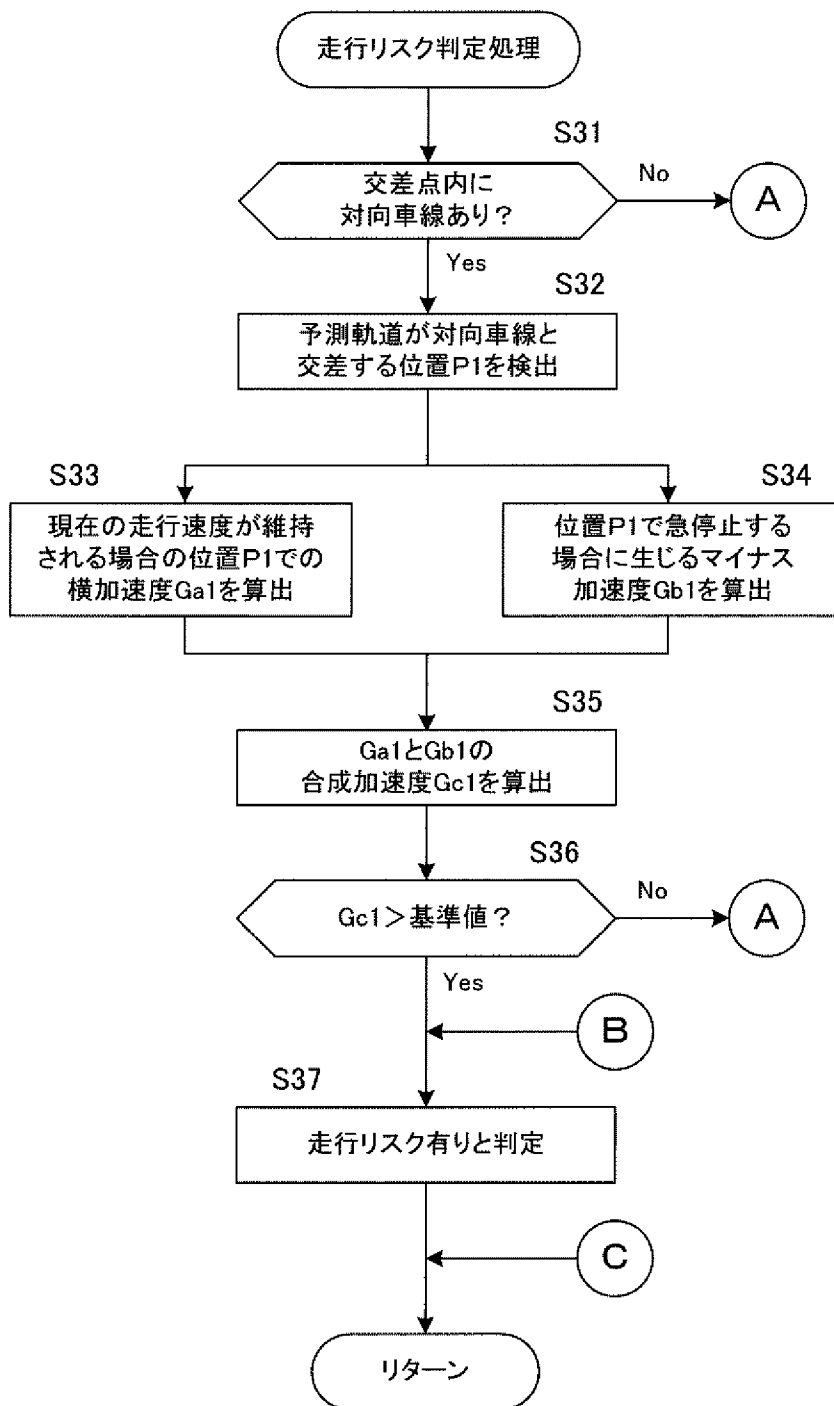 走行リスク判定処理
S31
交差点内に
対向車線あり?
No
A
Yes
S32
予測軌道が対向車線と
交差する位置P1を検出
S33
現在の走行速度が維持
される場合の位置P1での
横加速度Ga1を算出
S34
位置P1で急停止する
場合に生じるマイナス
加速度Gb1を算出
S35
Ga1とGb1の
合成加速度Gc1を算出
S36
Gc1>基準値?
No
A
Yes
B
S37
走行リスク有りと判定
C
リターン